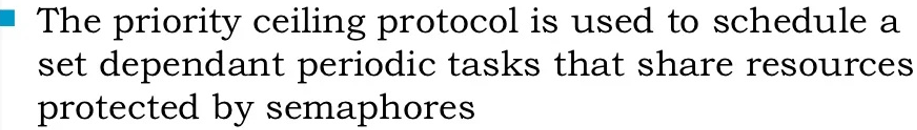 The priority ceiling protocol is used to schedule a
set dependant periodic tasks that share resources
protected by semaphores